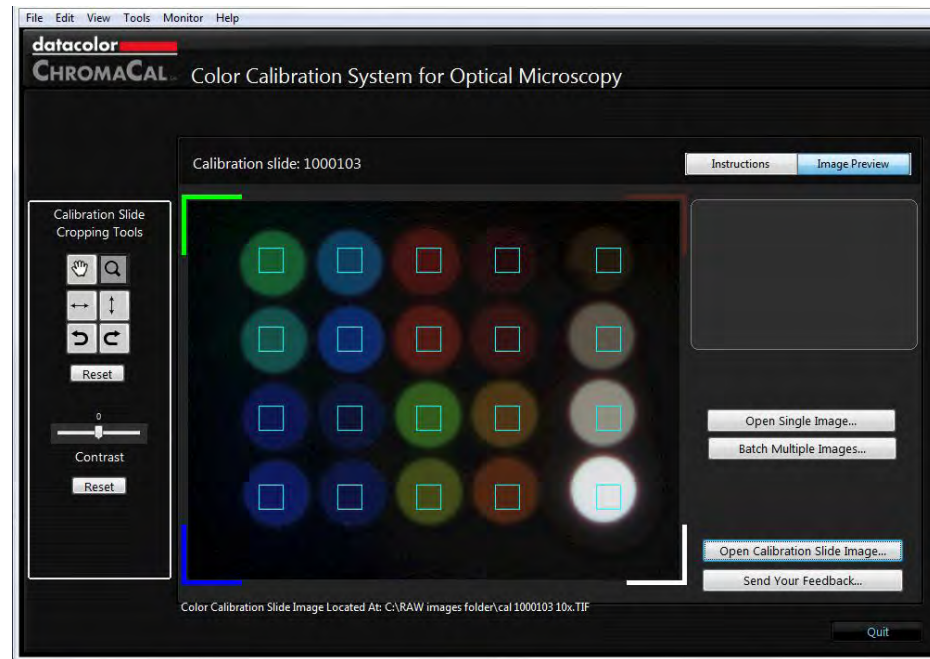 File Edit View Tools Monitor Help
datacolor
CHROMACAL Color Calibration System for Optical Microscopy
Calibration slide: 1000103
Instructions
Image Preview
Calibration Slide
Cropping Tools
Reset
0
Contrast
Reset
Open Single Image...
Batch Multiple Images...
Open Calibration Slide Image...
Send Your Feedback...
Color Calibration Slide Image Located At: C:\RAW images folder\cal 1000103 10x.TIF
Quit